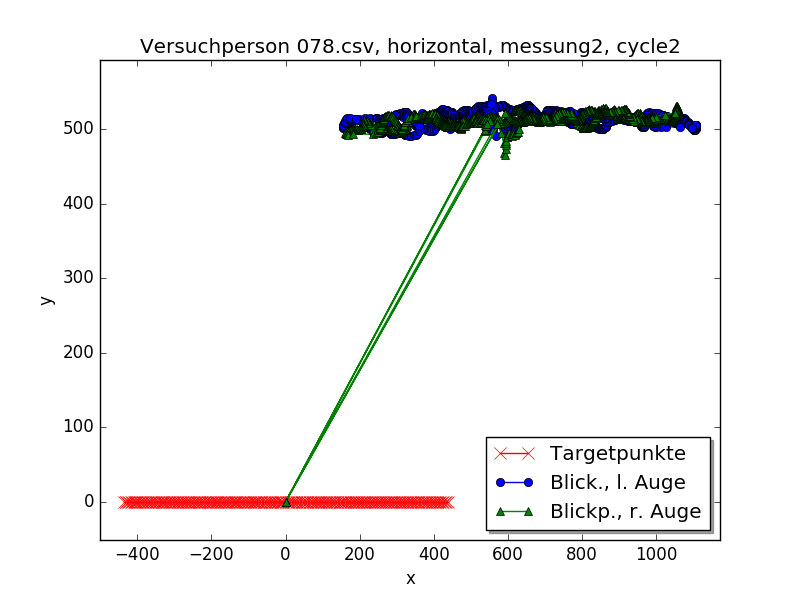 Versuchperson 078.csv, horizontal, messung2, cycle2
y
500
400
300
200
100
0
−400
−200
0
200
400
600
800
1000
x
Targetpunkte
Blick., l. Auge
Blickp., r. Auge